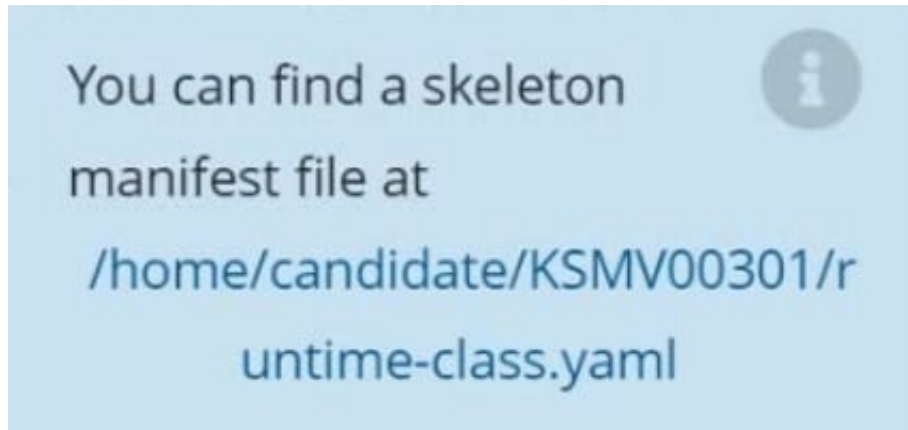 You can find a skeleton
manifest file at
/home/candidate/KSMV00301/r
untime-class.yaml